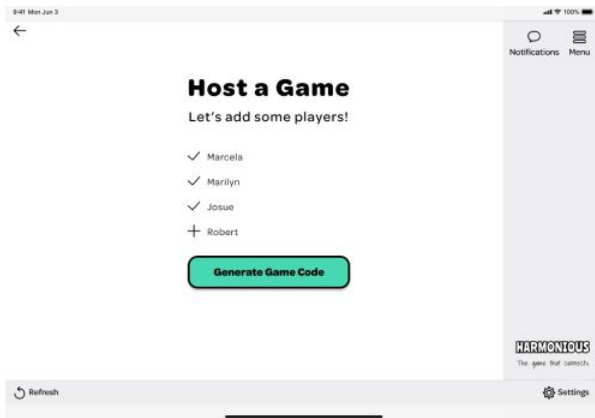 9:41 Mon Jun 3
100%
Notifications
Menu
Host a Game
Let's add some players!
Marcela
Marilyn
Josue
Robert
Generate Game Code
HARMONIOUS
The game that connects.
Refresh
Settings